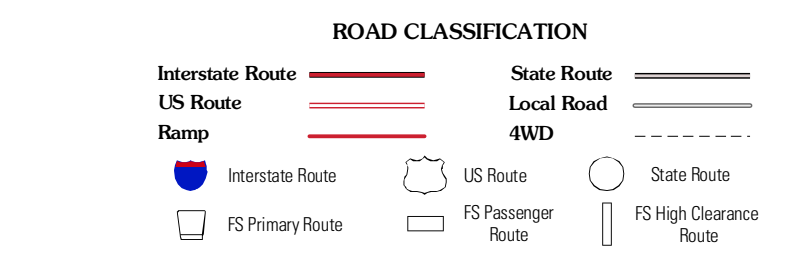 ROAD CLASSIFICATION
Interstate Route
State Route
US Route
Local Road
Ramp
4WD
Interstate Route
US Route
State Route
FS Primary Route
FS Passenger
Route
FS High Clearance
Route